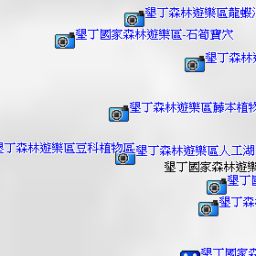 墾丁森林遊樂區龍蝦洞
墾丁國家森林遊樂區-石筍寶穴
墾丁森林遊
墾丁森林遊樂區藤本植物
墾丁森林遊樂區豆科植物區
墾丁森林遊樂區人工湖
墾丁國家森林遊樂
墾丁
墾丁森
墾丁國家森